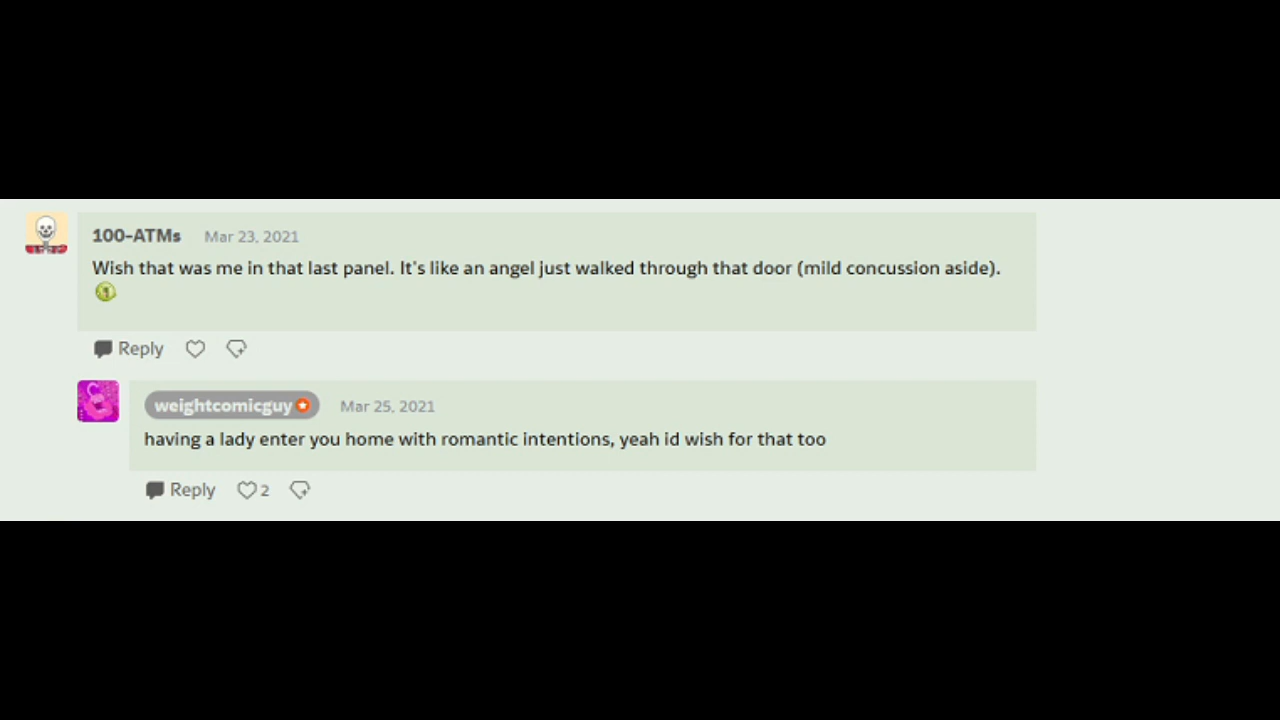 100-ATMs Mar 23, 2021
Wish that was me in that last panel. It's like an angel just walked through that door (mild concussion aside).
Reply
weightcomicguy Mar 25, 2021
having a lady enter you home with romantic intentions, yeah id wish for that too
Reply 2